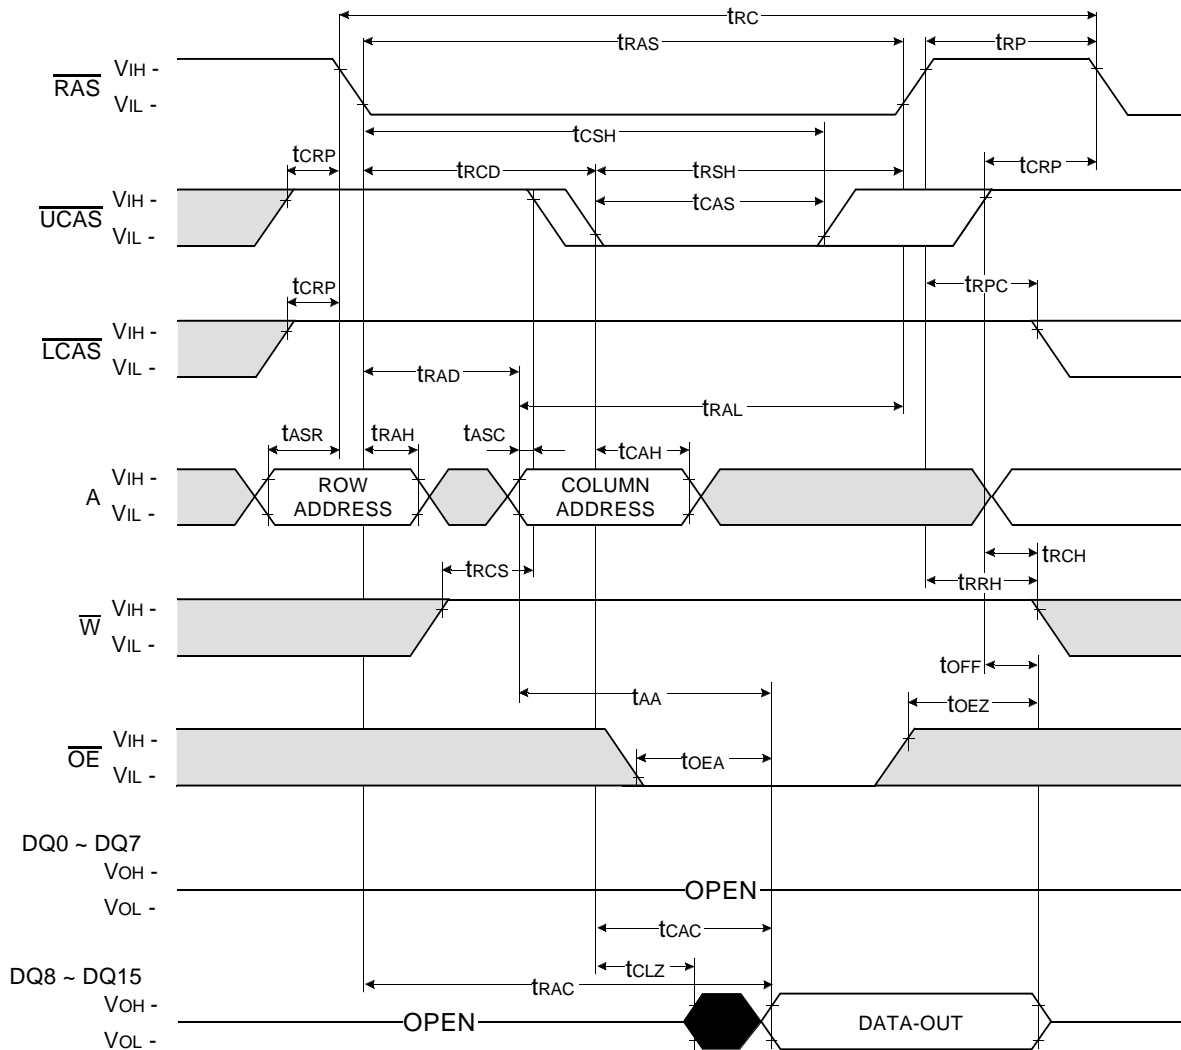 tRC
tRAS
tRP
RAS
VIH -
VIL -
tCSH
tCRP
tRCD
tRSH
tCRP
UCAS
VIH -
VIL -
tCAS
tCRP
tRPC
LCAS
VIH -
VIL -
tRAD
tRAL
tASR
tRAH
tASC
tCAH
A
VIH -
VIL -
ROW
ADDRESS
COLUMN
ADDRESS
tRCS
tRCH
tRRH
W
VIH -
VIL -
tOFF
tAA
tOEZ
OE
VIH -
VIL -
tOEA
DQ0 ~ DQ7
VOH -
VOL -
OPEN
tCAC
DQ8 ~ DQ15
tCLZ
tRAC
VOH -
VOL -
OPEN
DATA-OUT